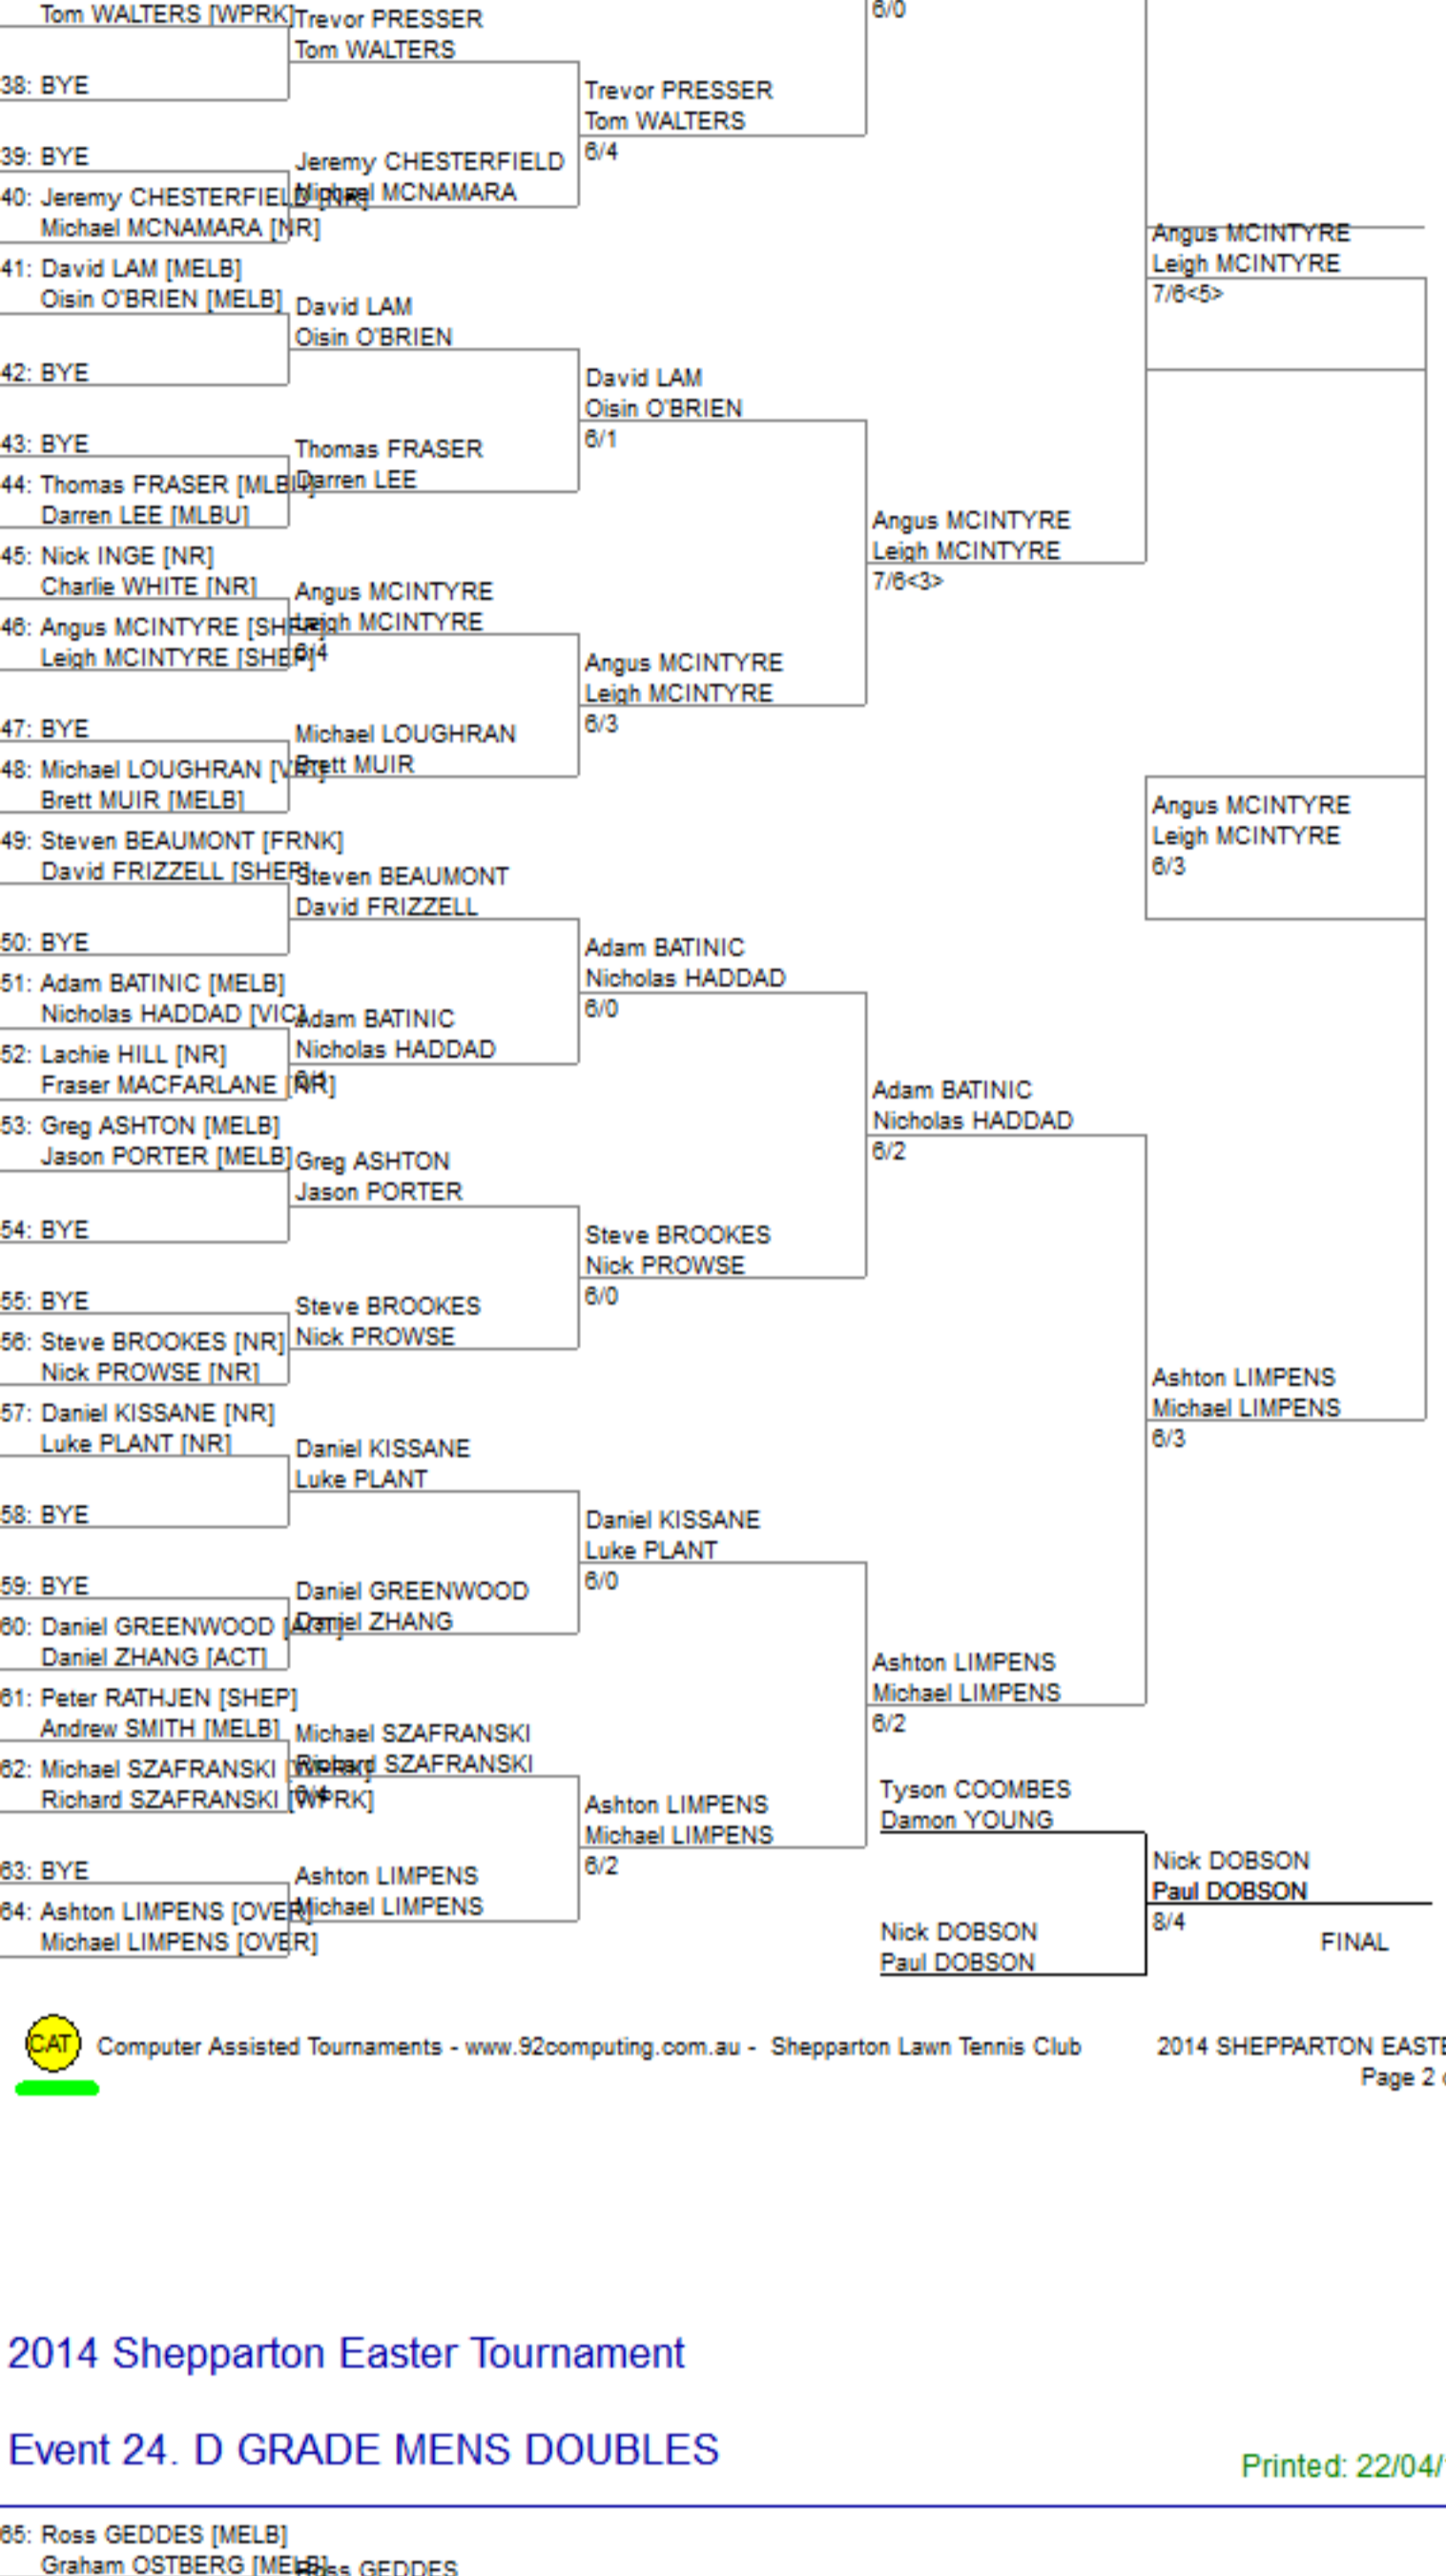 Tom WALTERS [WPRK]
Trevor PRESSER
Tom WALTERS
38: BYE
Trevor PRESSER
Tom WALTERS
6/4
6/0
39: BYE
40: Jeremy CHESTERFIELD [NR]
Michael MCNAMARA [NR]
Jeremy CHESTERFIELD
Michael MCNAMARA
41: David LAM [MELB]
Oisin O'BRIEN [MELB]
David LAM
Oisin O'BRIEN
42: BYE
David LAM
Oisin O'BRIEN
6/1
43: BYE
44: Thomas FRASER [MLBU]
Darren LEE [MLBU]
Thomas FRASER
Darren LEE
Angus MCINTYRE
Leigh MCINTYRE
7/6<5>
Angus MCINTYRE
Leigh MCINTYRE
7/6<3>
45: Nick INGE [NR]
Charlie WHITE [NR]
46: Angus MCINTYRE [SHEP]
Leigh MCINTYRE [SHEP]
Angus MCINTYRE
Leigh MCINTYRE
Angus MCINTYRE
Leigh MCINTYRE
6/3
47: BYE
48: Michael LOUGHRAN [VIC]
Brett MUIR [MELB]
Michael LOUGHRAN
Brett MUIR
Angus MCINTYRE
Leigh MCINTYRE
6/3
49: Steven BEAUMONT [FRNK]
David FRIZZELL [SHEP]
Steven BEAUMONT
David FRIZZELL
50: BYE
Adam BATINIC
Nicholas HADDAD
6/0
51: Adam BATINIC [MELB]
Nicholas HADDAD [VIC]
52: Lachie HILL [NR]
Fraser MACFARLANE [NR]
Adam BATINIC
Nicholas HADDAD
Adam BATINIC
Nicholas HADDAD
6/2
53: Greg ASHTON [MELB]
Jason PORTER [MELB]
Greg ASHTON
Jason PORTER
54: BYE
Steve BROOKES
Nick PROWSE
6/0
55: BYE
56: Steve BROOKES [NR]
Nick PROWSE [NR]
Steve BROOKES
Nick PROWSE
Ashton LIMPENS
Michael LIMPENS
6/3
57: Daniel KISSANE [NR]
Luke PLANT [NR]
Daniel KISSANE
Luke PLANT
58: BYE
Daniel KISSANE
Luke PLANT
6/0
59: BYE
60: Daniel GREENWOOD [ACT]
Daniel ZHANG [ACT]
Daniel GREENWOOD
Daniel ZHANG
Ashton LIMPENS
Michael LIMPENS
6/2
61: Peter RATHJEN [SHEP]
Andrew SMITH [MELB]
62: Michael SZAFRANSKI [WPRK]
Richard SZAFRANSKI [WPRK]
Michael SZAFRANSKI
Richard SZAFRANSKI
Ashton LIMPENS
Michael LIMPENS
6/2
63: BYE
64: Ashton LIMPENS [OVER]
Michael LIMPENS [OVER]
Ashton LIMPENS
Michael LIMPENS
Tyson COOMBES
Damon YOUNG
Nick DOBSON
Paul DOBSON
Nick DOBSON
Paul DOBSON
8/4
FINAL
CAT
Computer Assisted Tournaments - www.92computing.com.au - Shepparton Lawn Tennis Club
2014 SHEPPARTON EASTE
Page 2
2014 Shepparton Easter Tournament
Event 24. D GRADE MENS DOUBLES
Printed: 22/04/
65: Ross GEDDES [MELB]
Graham OSTBERG [MELB]
Ross GEDDES